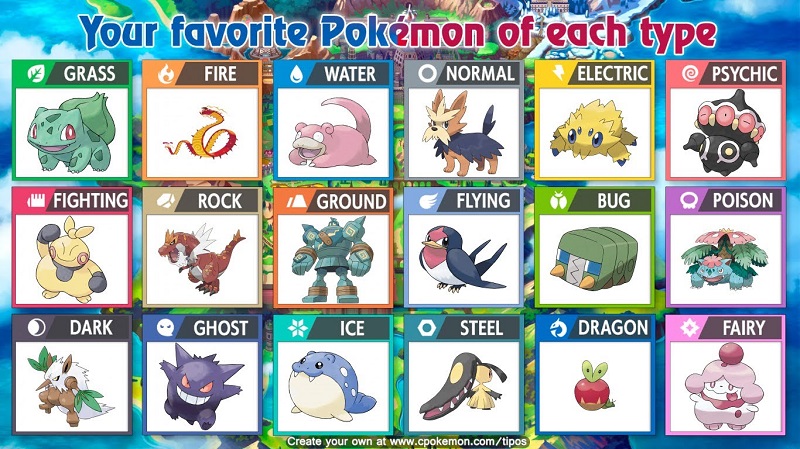 Your favorite Pokémon of each type
GRASS
FIRE
WATER
NORMAL
ELECTRIC
PSYCHIC
FIGHTING
ROCK
GROUND
FLYING
BUG
POISON
DARK
GHOST
ICE
STEEL
DRAGON
FAIRY
Create your own at www.cpokemon.com/tipos